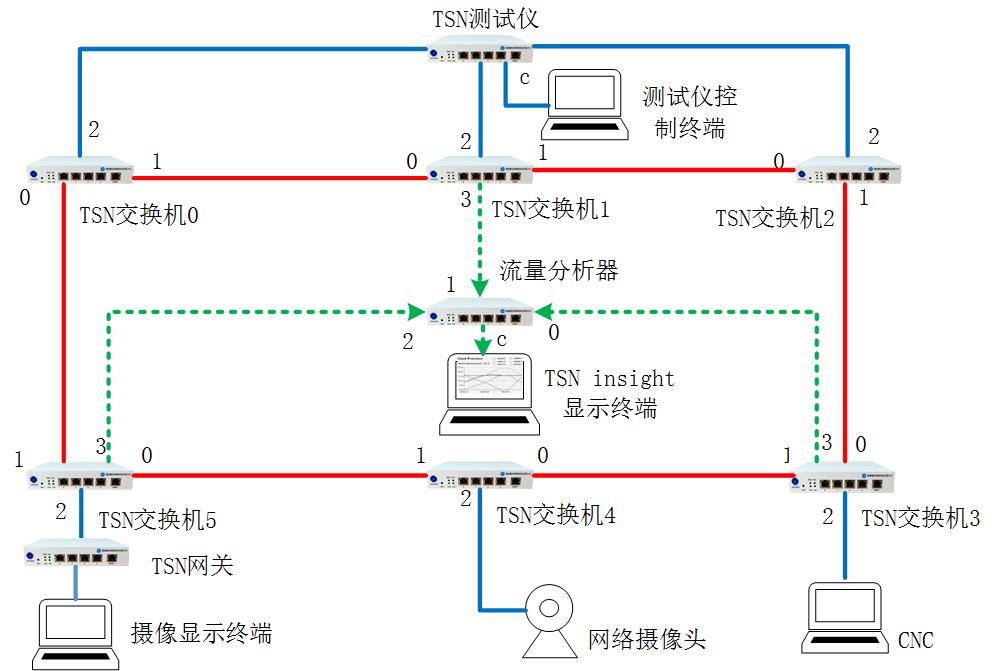 TSN测试仪
c
测试仪控
制终端
2
2
2
1
0
1
0
0
3
1
TSN交换机0
TSN交换机1
TSN交换机2
流量分析器
1
2
c
0
TSN insight
显示终端
3
3
0
1
0
1
0
1
2
2
2
TSN交换机5
TSN交换机4
TSN交换机3
TSN网关
摄像显示终端
网络摄像头
CNC